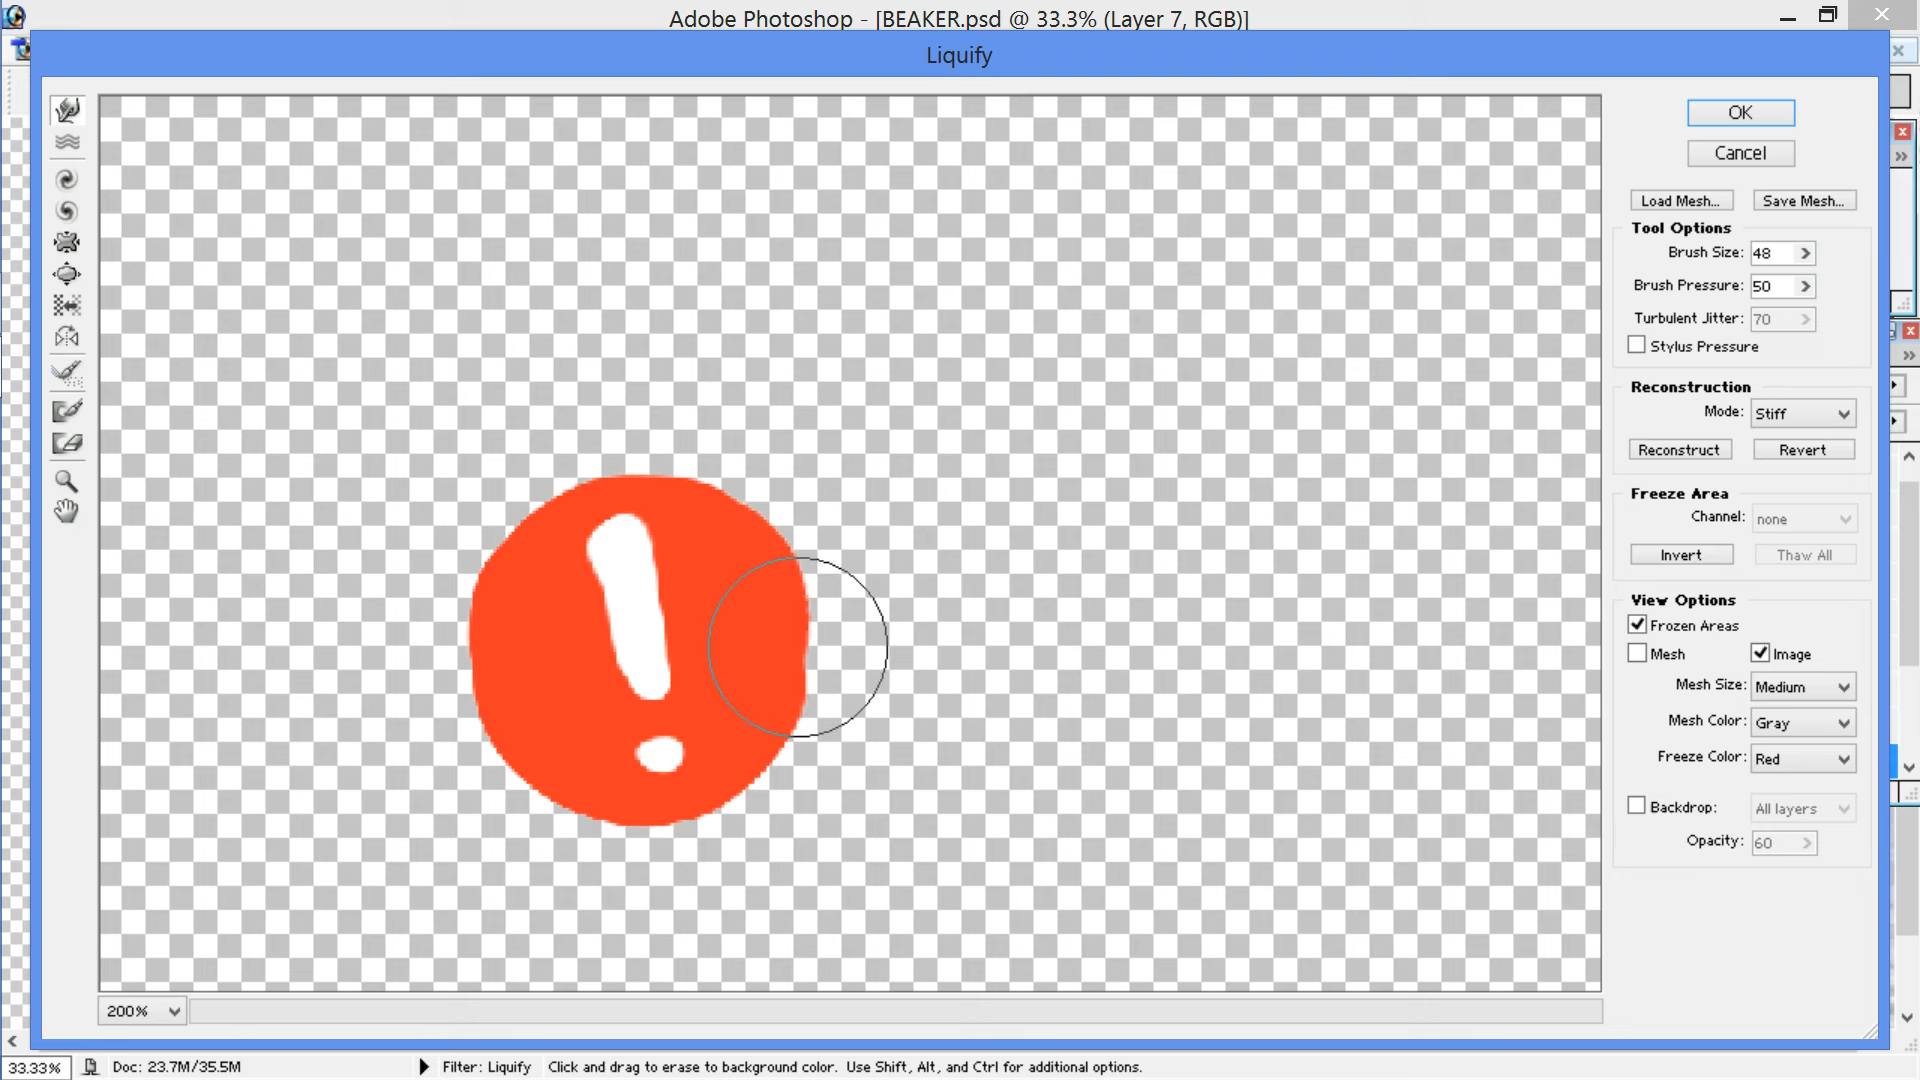 Adobe Photoshop - [BEAKER.psd @ 33.3% (Layer 7, RGB)]
Liquify
OK
Cancel
Load Mesh...
Save Mesh...
Tool Options
Brush Size: 48
Brush Pressure: 50
Turbulent Jitter: 70
Stylus Pressure
Reconstruction
Mode: Stiff
Reconstruct
Revert
Freeze Area
Channel: none
Invert
Thaw All
View Options
Frozen Areas
Mesh
Image
Mesh Size: Medium
Mesh Color: Gray
Freeze Color: Red
Backdrop: All layers
Opacity: 60
!
200%
33.33%
Doc: 23.7M/35.5M
Filter: Liquify
Click and drag to erase to background color. Use Shift, Alt, and Ctrl for additional options.